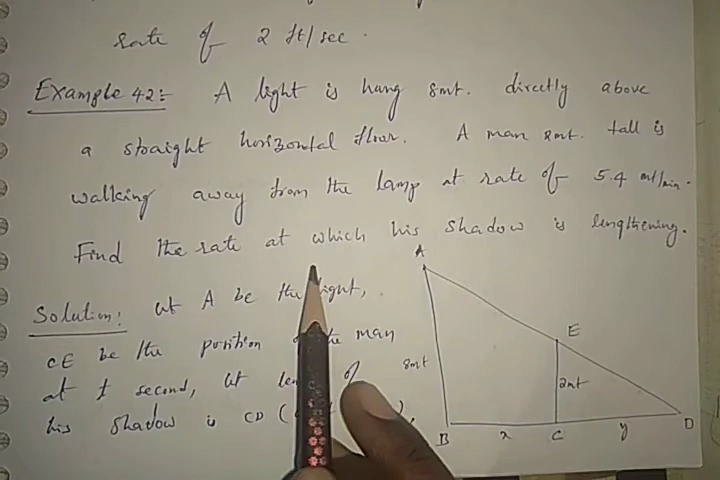 rate of 2 ft/sec.
Example 42:- A light is hang 8mt. directly above
a straight horizontal floor. A man 2mt. tall is
walking away from the lamp at rate of 5.4 mt/min.
Find the rate at which his shadow is lengthening.
Solution: let A be the light,
CE be the position the man
at t second, let
his shadow is CD (
A
E
8mt
2mt
B
x
C
y
D